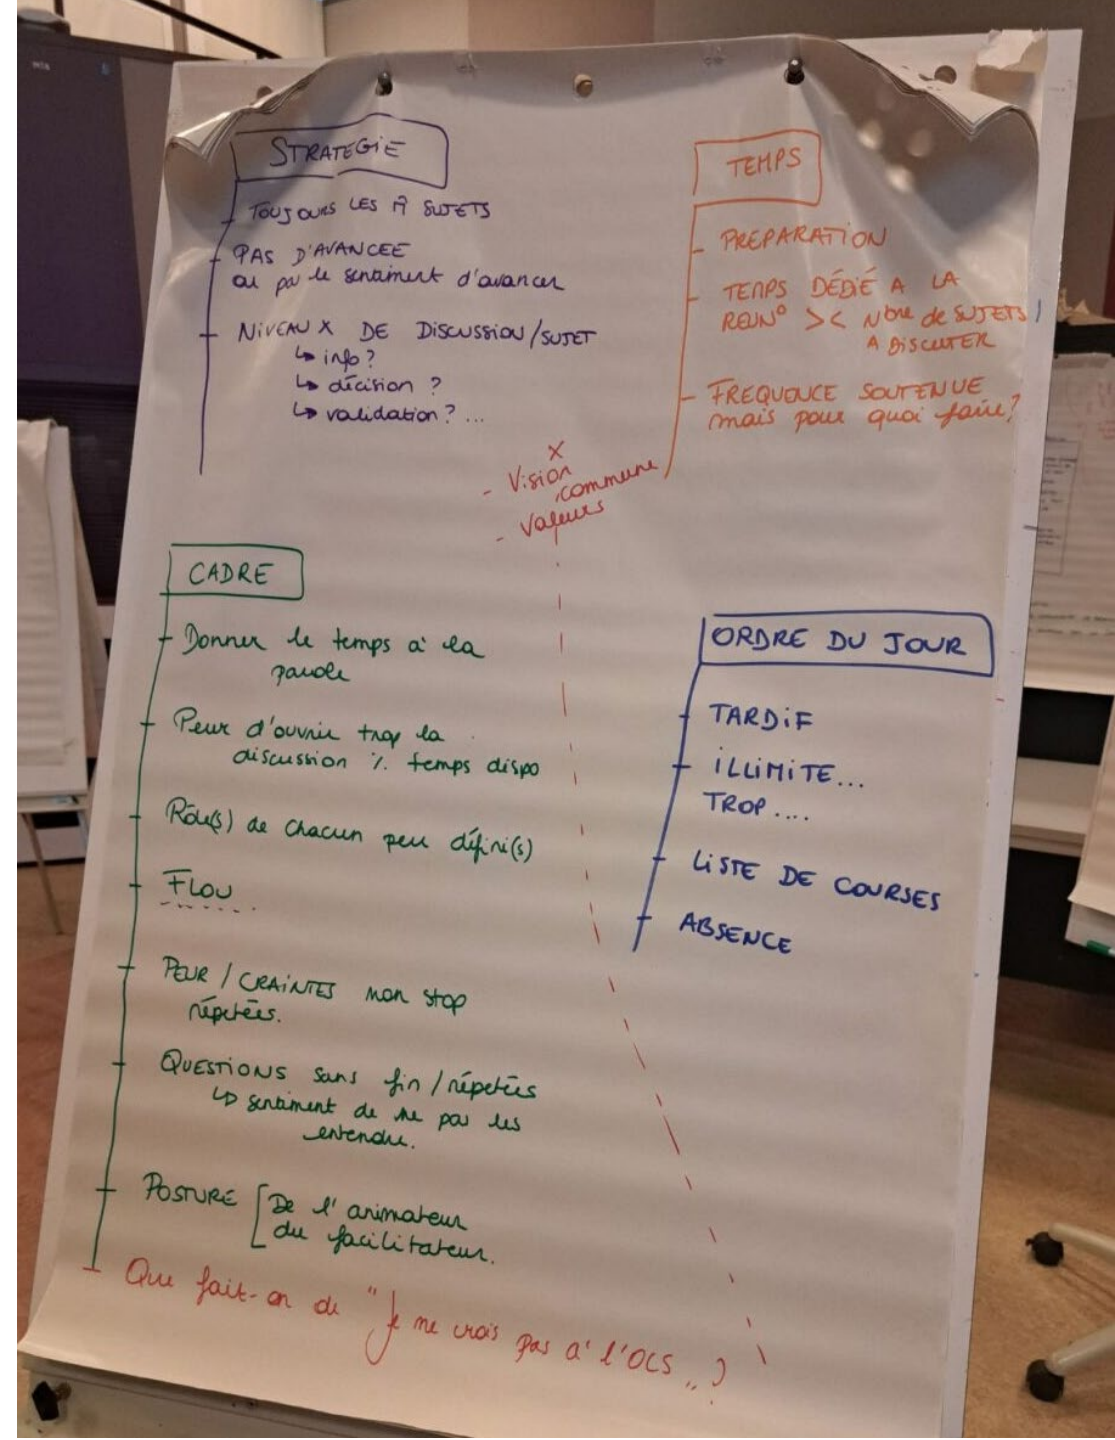 STRATEGIE
TOUJOURS LES m̂ SUJETS
PAS D'AVANCEE
ou pas le sentiment d'avancer
NIVEAUX DE DISCUSSION/SUJET
↳ info?
↳ décision ?
↳ validation? ...
TEMPS
PREPARATION
TEMPS DÉDIÉ A LA
REUN° >< Nbre de SUJETS
A DISCUTER
FREQUENCE SOUTENUE
mais pour quoi faire?
x
- Vision
commune
- Valeurs
CADRE
Donner le temps à la
parole
Peur d'ouvrir trop la
discussion % temps dispo
Rôle(s) de chacun peu défini(s)
FLOU
PEUR / CRAINTES non stop
répétées.
QUESTIONS sans fin / répétées
↳ sentiment de ne pas les
entendre.
POSTURE [De l'animateur
du facilitateur.
Que fait-on de "Je ne crois pas à l'OCS" ?
ORDRE DU JOUR
TARDIF
ILLIMITE...
TROP ....
LISTE DE COURSES
ABSENCE